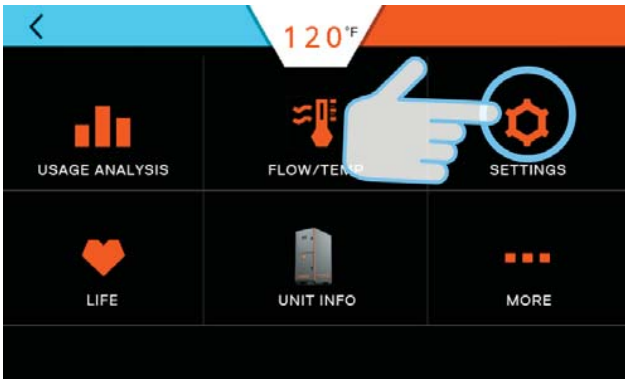 120°F
USAGE ANALYSIS
FLOW/TEMP
SETTINGS
LIFE
UNIT INFO
MORE